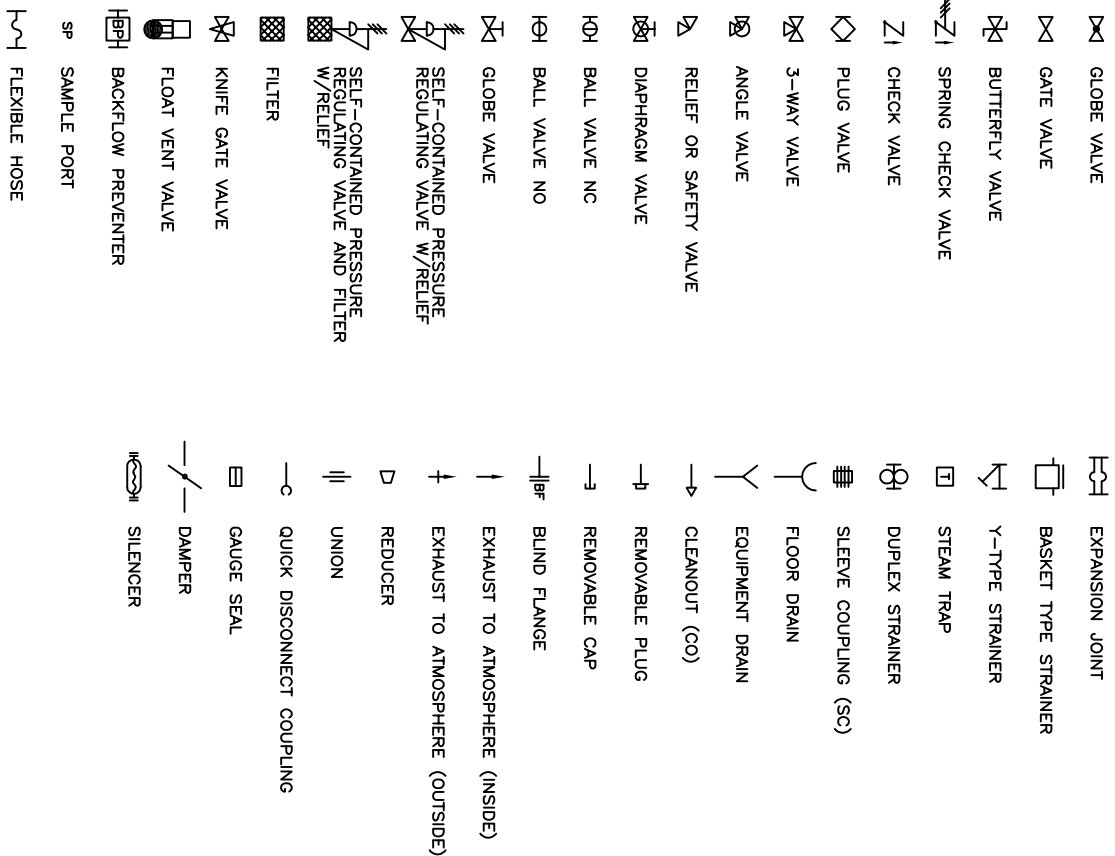 GLOBE VALVE
GATE VALVE
BUTTERFLY VALVE
SPRING CHECK VALVE
CHECK VALVE
PLUG VALVE
3-WAY VALVE
ANGLE VALVE
RELIEF OR SAFETY VALVE
DIAPHRAGM VALVE
BALL VALVE NC
BALL VALVE NO
GLOBE VALVE
SELF-CONTAINED PRESSURE
REGULATING VALVE W/RELIEF
SELF-CONTAINED PRESSURE
REGULATING VALVE AND FILTER
W/RELIEF
FILTER
KNIFE GATE VALVE
FLOAT VENT VALVE
BP BACKFLOW PREVENTER
SP SAMPLE PORT
FLEXIBLE HOSE
EXPANSION JOINT
BASKET TYPE STRAINER
Y-TYPE STRAINER
T STEAM TRAP
DUPLEX STRAINER
SLEEVE COUPLING (SC)
FLOOR DRAIN
EQUIPMENT DRAIN
CLEANOUT (CO)
REMOVABLE PLUG
REMOVABLE CAP
BF BLIND FLANGE
EXHAUST TO ATMOSPHERE (INSIDE)
EXHAUST TO ATMOSPHERE (OUTSIDE)
REDUCER
UNION
C QUICK DISCONNECT COUPLING
GAUGE SEAL
DAMPER
SILENCER